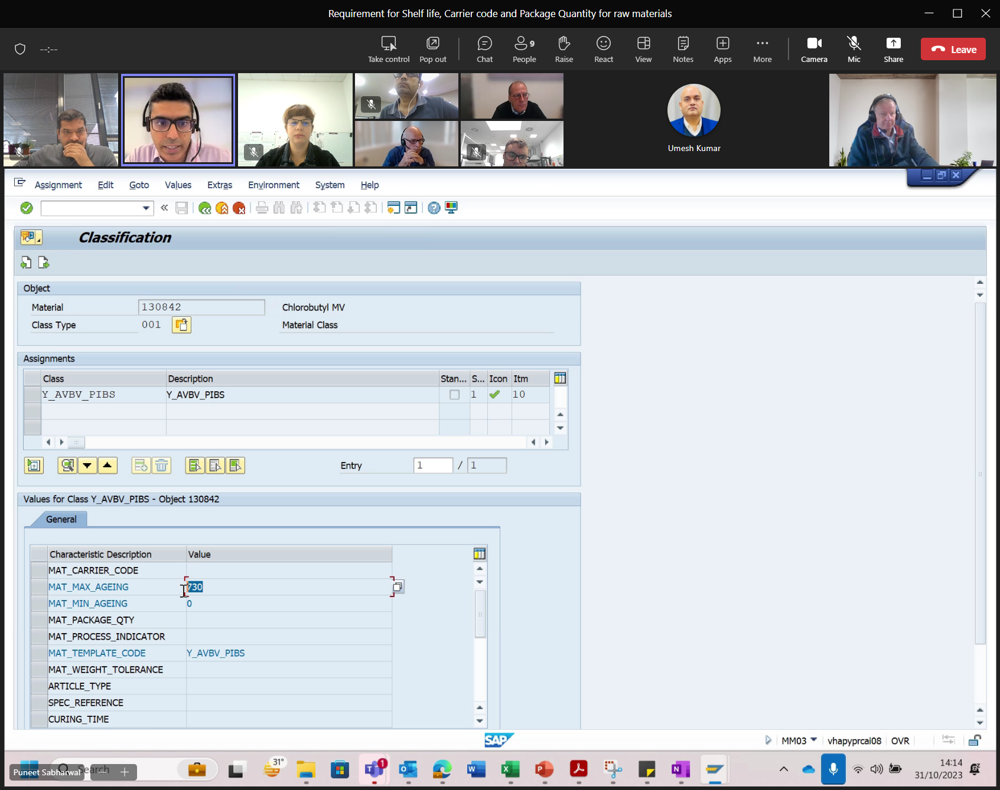 Requirement for Shelf life, Carrier code and Package Quantity for raw materials
--:--
Take control Pop out Chat People 9 Raise React View Notes Apps More Camera Mic Share Leave
Umesh Kumar
Assignment Edit Goto Values Extras Environment System Help
Classification
Object
Material 130842 Chlorobutyl MV
Class Type 001 Material Class
Assignments
Class Description Stan... S... Icon Itm
Y_AVBV_PIBS Y_AVBV_PIBS 1 10
Entry 1 / 1
Values for Class Y_AVBV_PIBS - Object 130842
General
Characteristic Description Value
MAT_CARRIER_CODE
MAT_MAX_AGEING 730
MAT_MIN_AGEING 0
MAT_PACKAGE_QTY
MAT_PROCESS_INDICATOR
MAT_TEMPLATE_CODE Y_AVBV_PIBS
MAT_WEIGHT_TOLERANCE
ARTICLE_TYPE
SPEC_REFERENCE
CURING_TIME
SAP MM03 vhapyprcai08 OVR
Puneet Sabharwal Search 31° 1 14:14
31/10/2023